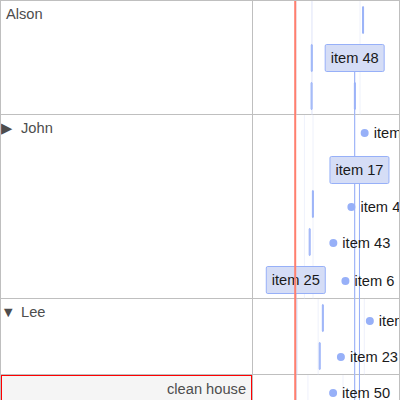 Alson
item 48
▶ John
item
item 17
item 4
item 43
item 25
item 6
▼ Lee
item 23
clean house
item 50